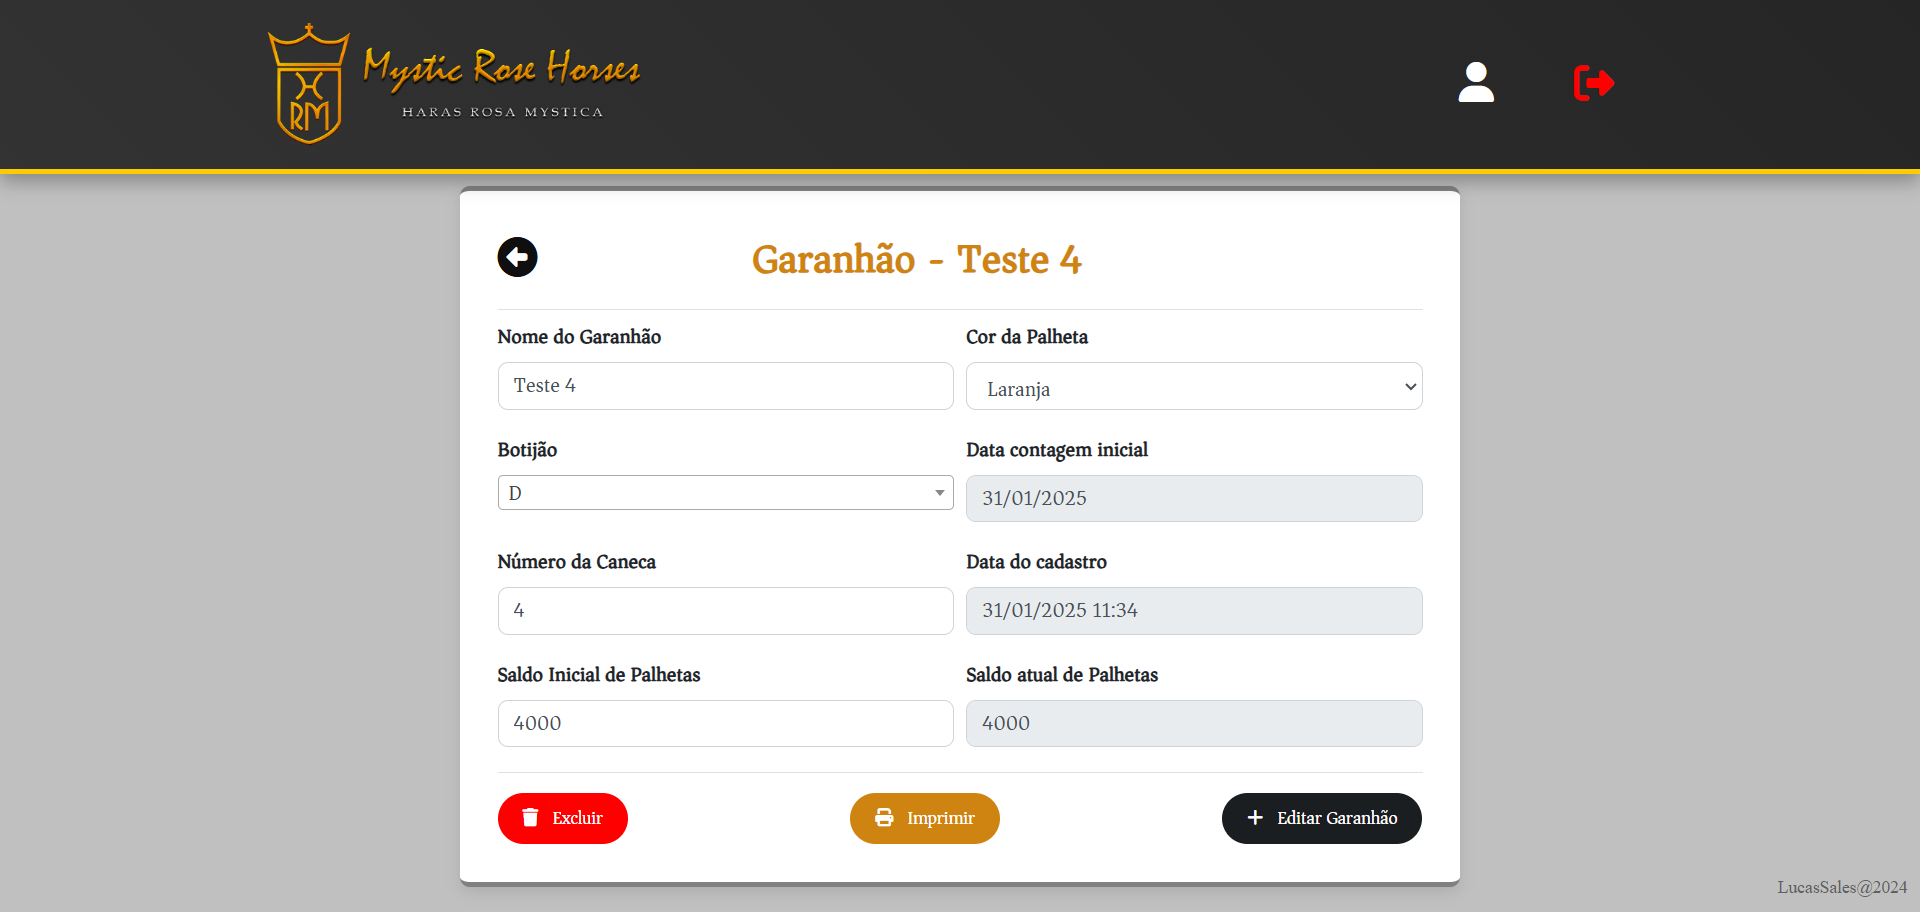 Mystic Rose Horses
HARAS ROSA MYSTICA
RM
Garanhão - Teste 4
Nome do Garanhão
Teste 4
Cor da Palheta
Laranja
Botijão
D
Data contagem inicial
31/01/2025
Número da Caneca
4
Data do cadastro
31/01/2025 11:34
Saldo Inicial de Palhetas
4000
Saldo atual de Palhetas
4000
Excluir
Imprimir
Editar Garanhão
LucasSales@2024